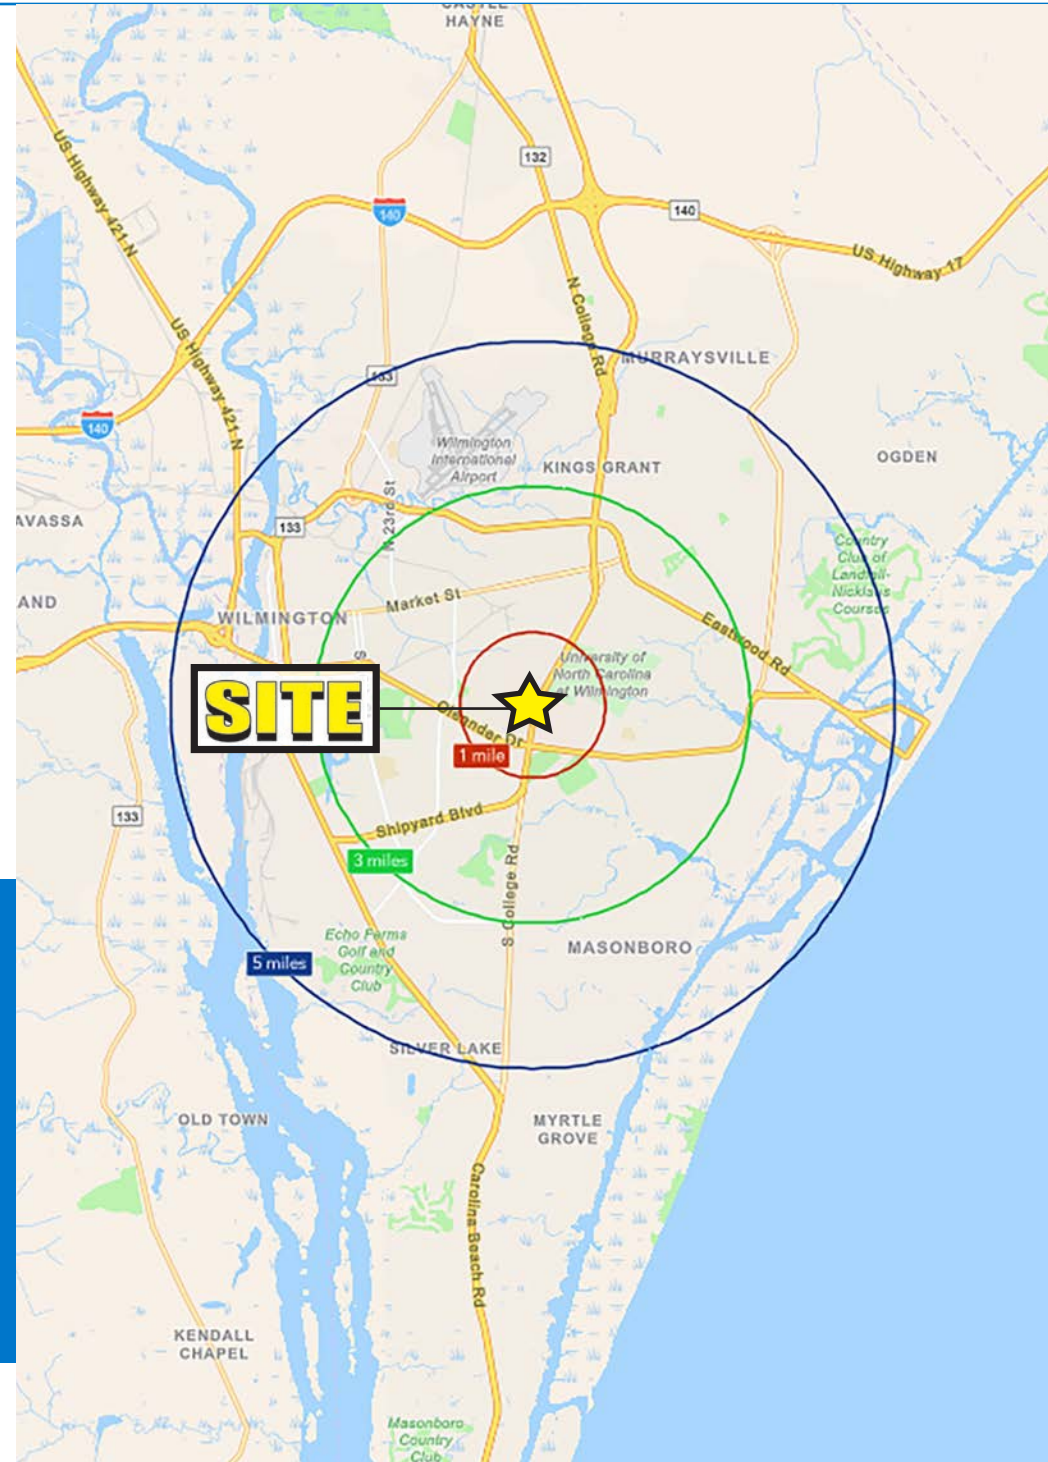 CASTLE
HAYNE
US Highway 421 N
132
140
140
US Highway 17
N College Rd
US Highway 421 N
MURRAYSVILLE
133
140
Wilmington
International
Airport
KINGS GRANT
OGDEN
AVASSA
133
N 23rd St
Country
Club of
Landfall-
Nicklaus
Course
AND
Market St
WILMINGTON
Eastwood Rd
S
University of
North Carolina
at Wilmington
SITE
Oleander Dr
1 mile
133
Shipyard Blvd
3 miles
S College Rd
Echo Farms
Golf and
Country
Club
MASONBORO
5 miles
SILVER LAKE
OLD TOWN
MYRTLE
GROVE
Carolina Beach Rd
KENDALL
CHAPEL
Masonboro
Country
Club